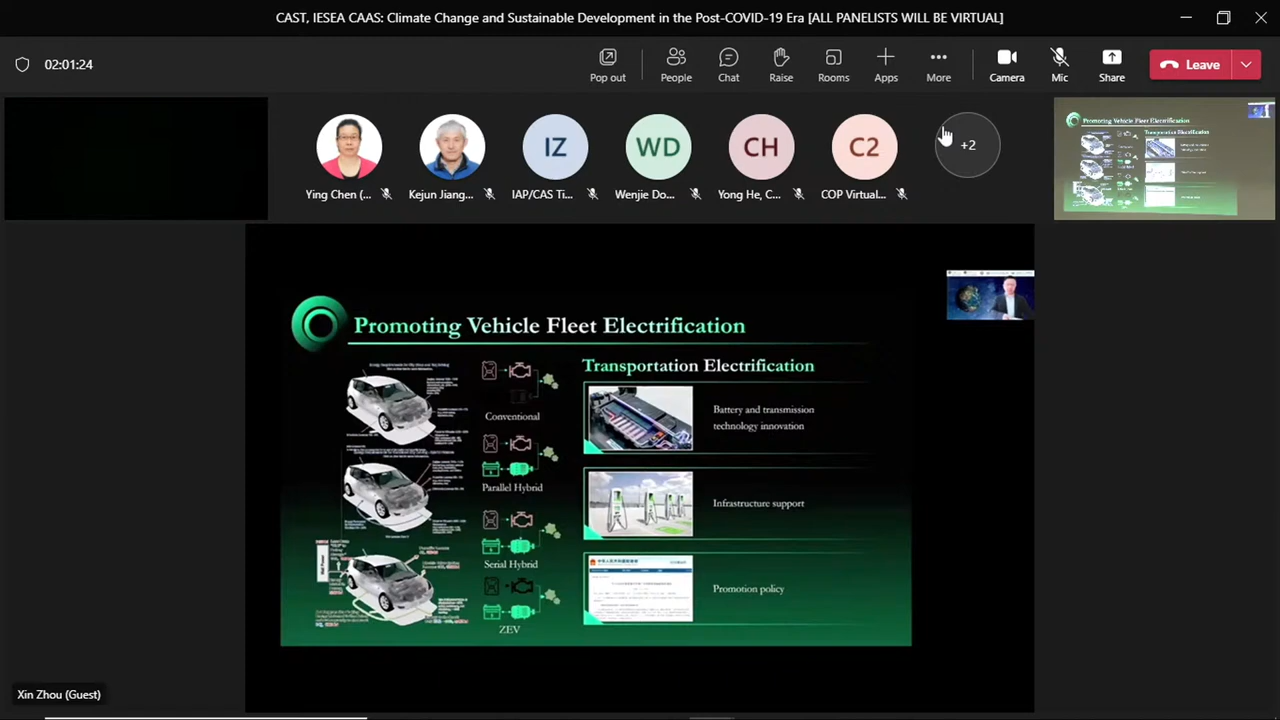 CAST, IESEA CAAS: Climate Change and Sustainable Development in the Post-COVID-19 Era [ALL PANELISTS WILL BE VIRTUAL]
02:01:24
Pop out
People
Chat
Raise
Rooms
Apps
More
Camera
Mic
Share
Leave
IZ
WD
CH
C2
+2
Ying Chen (...
Kejun Jiang...
IAP/CAS Ti...
Wenjie Do...
Yong He, C...
COP Virtual...
Promoting Vehicle Fleet Electrification
Transportation Electrification
Conventional
Parallel Hybrid
Serial Hybrid
ZEV
Battery and transmission
technology innovation
Infrastructure support
Promotion policy
Xin Zhou (Guest)